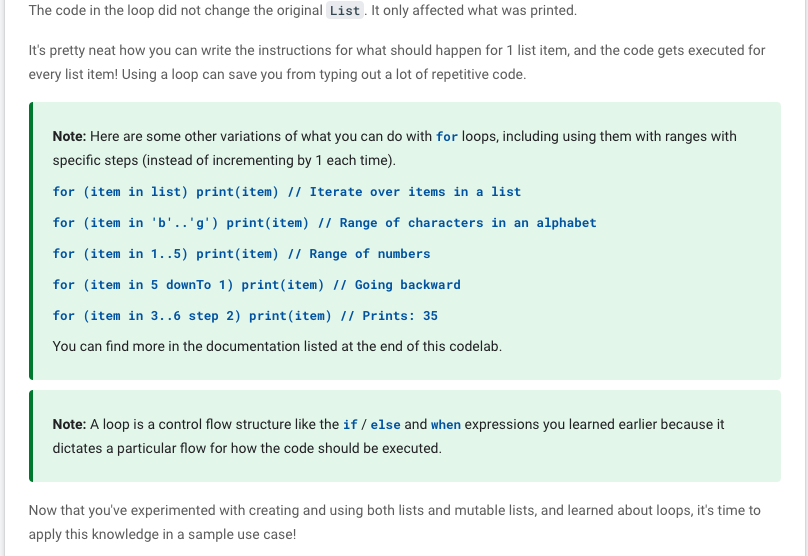 The code in the loop did not change the original List. It only affected what was printed.
It's pretty neat how you can write the instructions for what should happen for 1 list item, and the code gets executed for
every list item! Using a loop can save you from typing out a lot of repetitive code.
Note: Here are some other variations of what you can do with for loops, including using them with ranges with
specific steps (instead of incrementing by 1 each time).
for (item in list) print(item) // Iterate over items in a list
for (item in 'b'..'g') print(item) // Range of characters in an alphabet
for (item in 1..5) print(item) // Range of numbers
for (item in 5 downTo 1) print(item) // Going backward
for (item in 3..6 step 2) print(item) // Prints: 35
You can find more in the documentation listed at the end of this codelab.
Note: A loop is a control flow structure like the if / else and when expressions you learned earlier because it
dictates a particular flow for how the code should be executed.
Now that you've experimented with creating and using both lists and mutable lists, and learned about loops, it's time to
apply this knowledge in a sample use case!